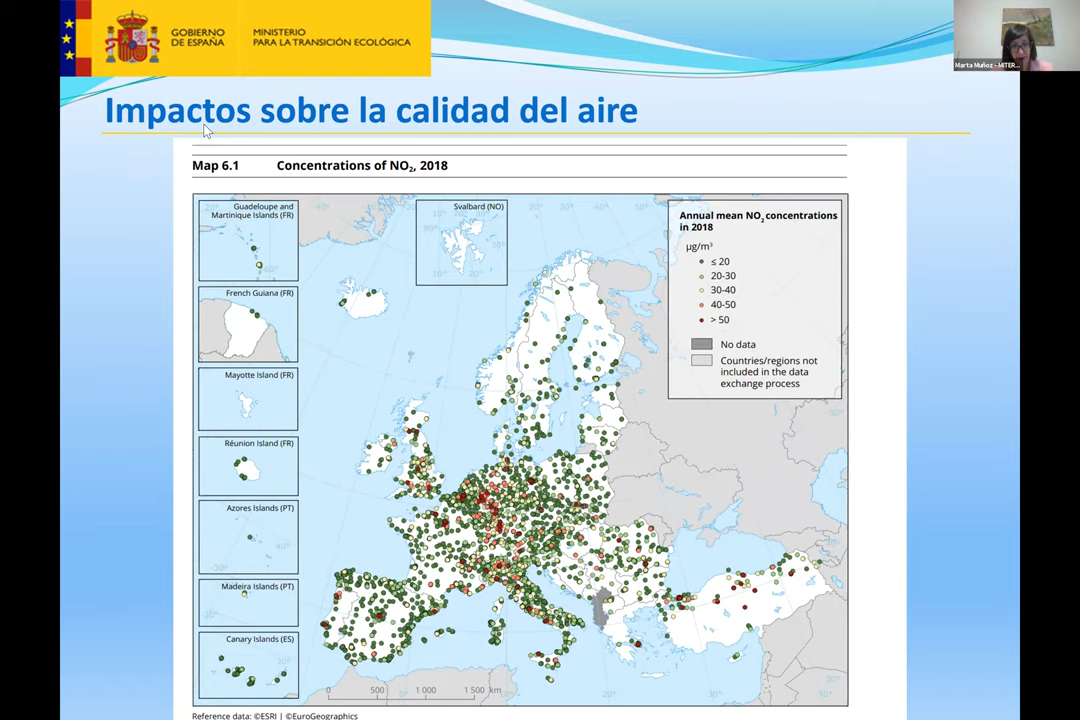 GOBIERNO
DE ESPAÑA
MINISTERIO
PARA LA TRANSICIÓN ECOLÓGICA
Marta Muñoz - MITER...
Impactos sobre la calidad del aire
Map 6.1 Concentrations of NO₂, 2018
Guadeloupe and
Martinique Islands (FR)
French Guiana (FR)
Mayotte Island (FR)
Réunion Island (FR)
Azores Islands (PT)
Madeira Islands (PT)
Canary Islands (ES)
Svalbard (NO)
Annual mean NO₂ concentrations
in 2018
µg/m³
≤ 20
20-30
30-40
40-50
> 50
No data
Countries/regions not
included in the data
exchange process
0 500 1 000 1 500 km
Reference data: ©ESRI | ©EuroGeographics